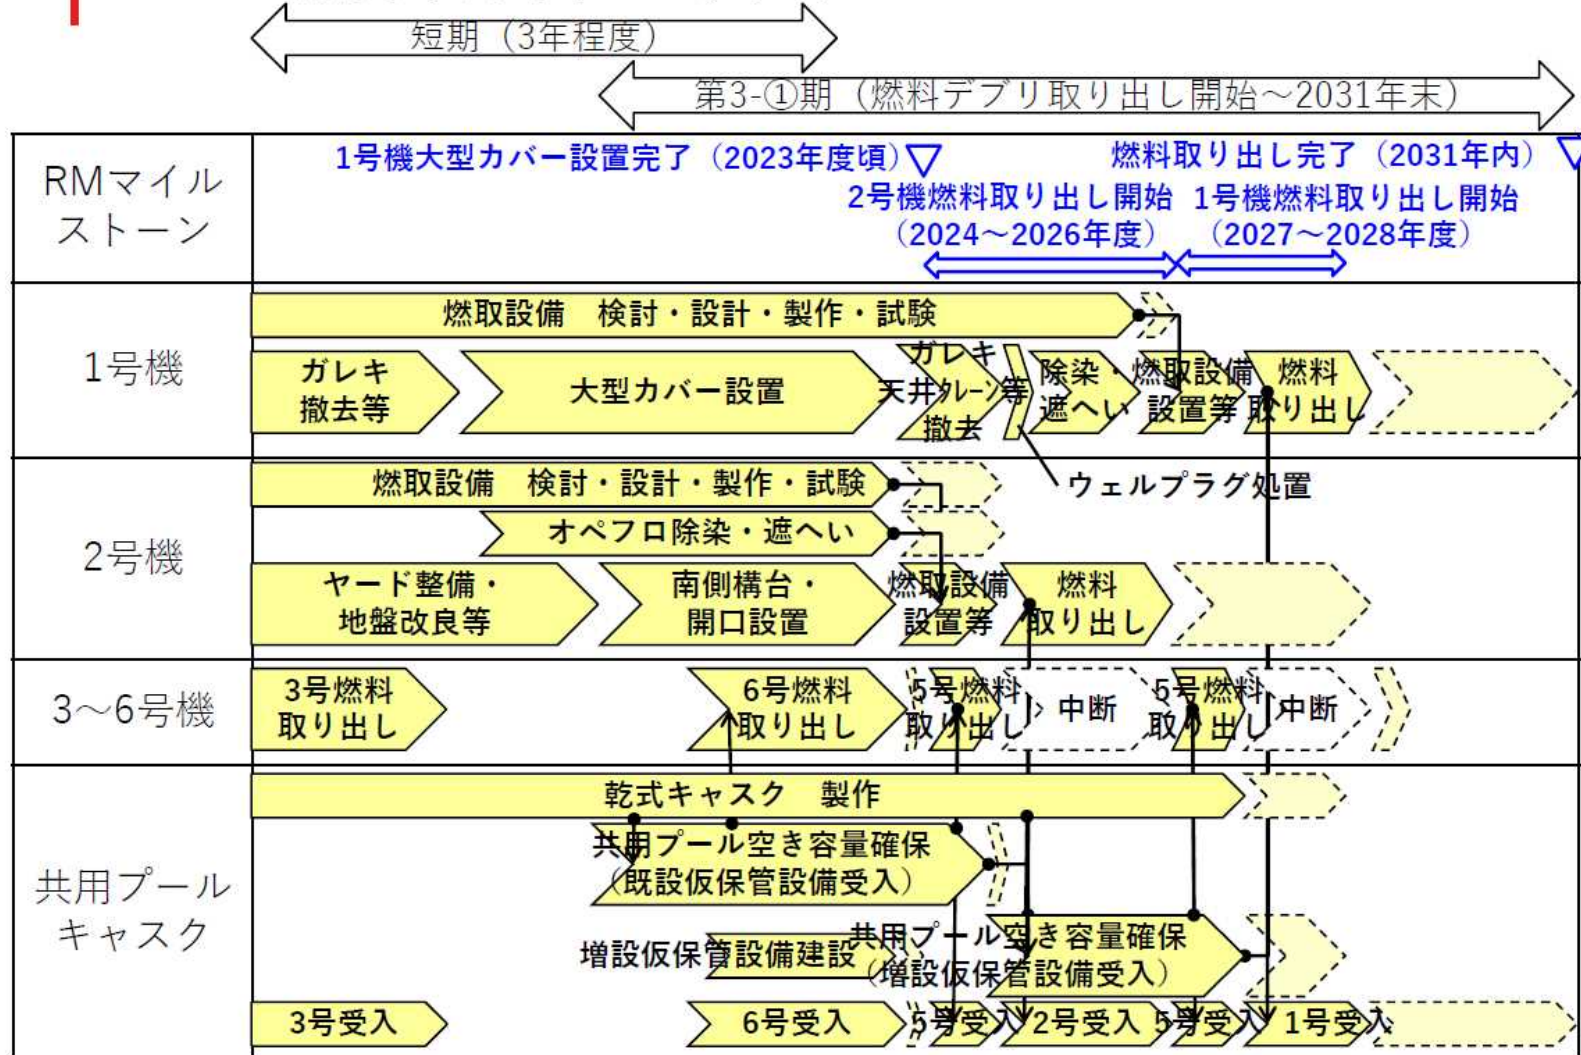 短期（3年程度）
第3-①期（燃料デブリ取り出し開始～2031年末）
RMマイル
ストーン
1号機大型カバー設置完了（2023年度頃）
燃料取り出し完了（2031年内）
2号機燃料取り出し開始
（2024～2026年度）
1号機燃料取り出し開始
（2027～2028年度）
1号機
燃取設備　検討・設計・製作・試験
ガレキ
撤去等
大型カバー設置
ガレキ
天井クレーン等
撤去
除染・
遮へい
燃取設備
設置等
燃料
取り出し
ウェルプラグ処置
2号機
燃取設備　検討・設計・製作・試験
オペフロ除染・遮へい
ヤード整備・
地盤改良等
南側構台・
開口設置
燃取設備
設置等
燃料
取り出し
3～6号機
3号燃料
取り出し
6号燃料
取り出し
5号燃料
取り出し
中断
5号燃料
取り出し
中断
共用プール
キャスク
乾式キャスク　製作
共用プール空き容量確保
（既設仮保管設備受入）
増設仮保管設備建設
共用プール空き容量確保
（増設仮保管設備受入）
3号受入
6号受入
5号受入
2号受入
5号受入
1号受入